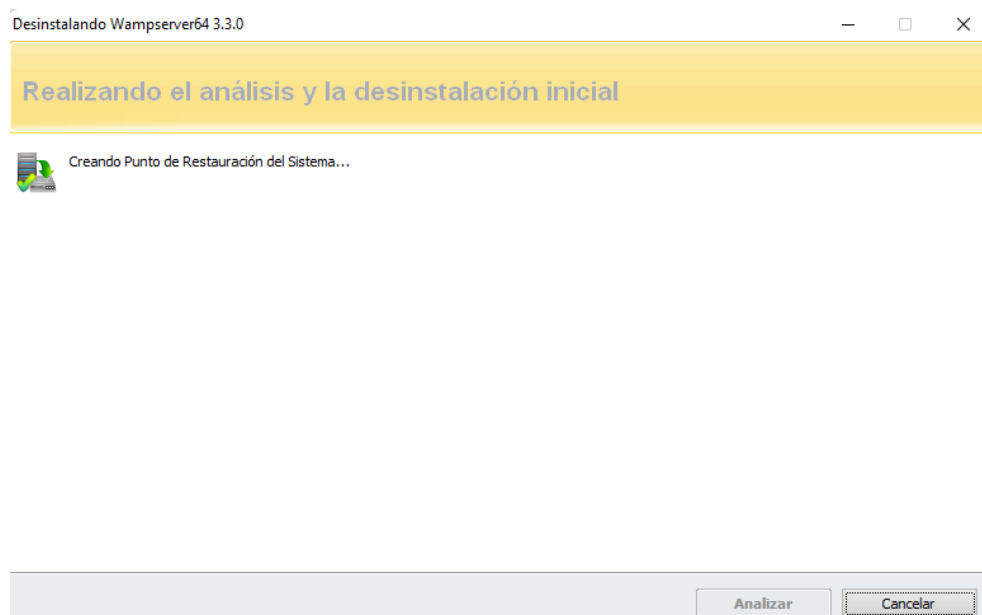 Desinstalando Wampserver64 3.3.0
Realizando el análisis y la desinstalación inicial
Creando Punto de Restauración del Sistema...
Analizar
Cancelar